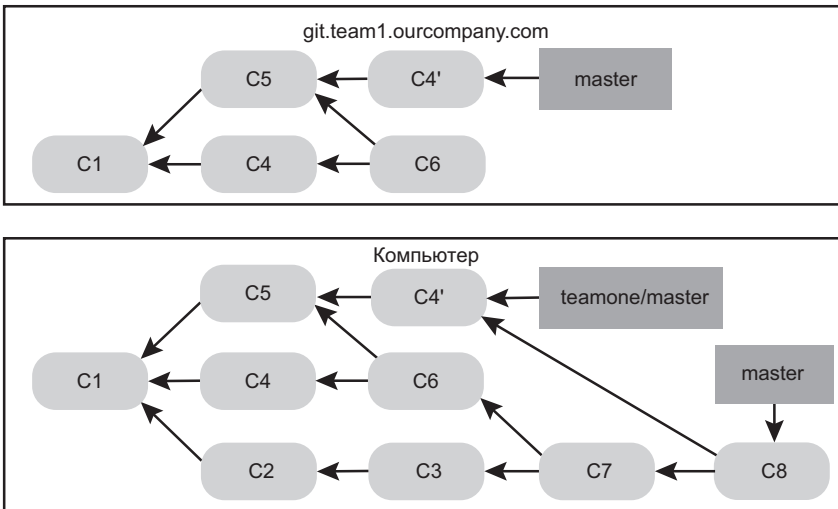 git.team1.ourcompany.com
C5 C4' master
C1 C4 C6
Компьютер
C5 C4' teamone/master
C1 C4 C6 master
C2 C3 C7 C8